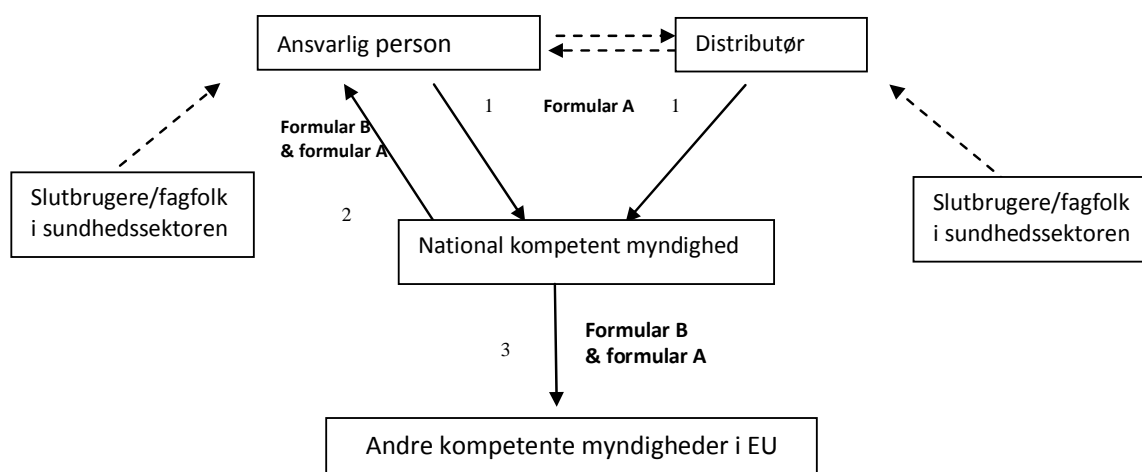 Ansvarlig person
Distributør
1 Formular A 1
Formular B
& formular A
Slutbrugere/fagfolk
i sundhedssektoren
2
Slutbrugere/fagfolk
i sundhedssektoren
National kompetent myndighed
Formular B
& formular A
3
Andre kompetente myndigheder i EU